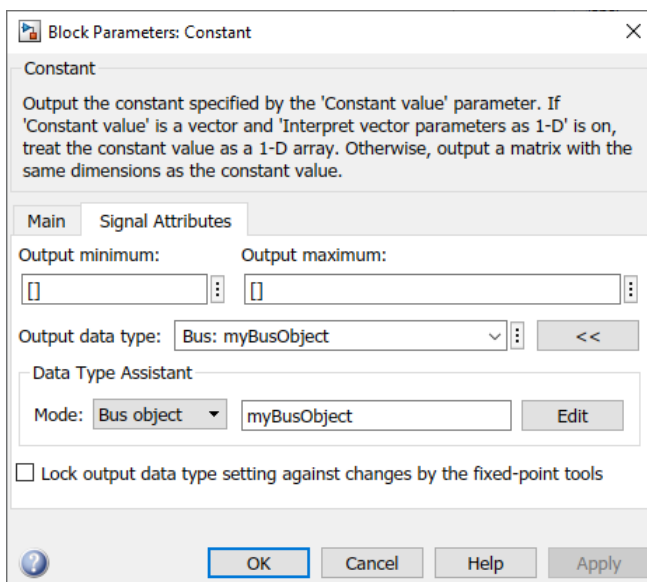 Block Parameters: Constant
Constant
Output the constant specified by the 'Constant value' parameter. If
'Constant value' is a vector and 'Interpret vector parameters as 1-D' is on,
treat the constant value as a 1-D array. Otherwise, output a matrix with the
same dimensions as the constant value.
Main Signal Attributes
Output minimum: Output maximum:
[] []
Output data type: Bus: myBusObject <<
Data Type Assistant
Mode: Bus object myBusObject Edit
Lock output data type setting against changes by the fixed-point tools
OK Cancel Help Apply